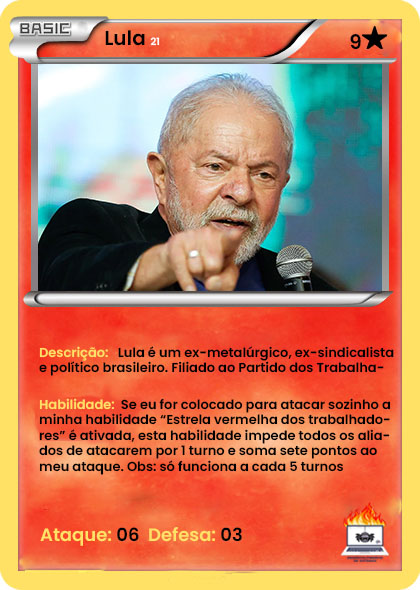 BASIC
Lula 21
9★
Descrição: Lula é um ex-metalúrgico, ex-sindicalista
e político brasileiro. Filiado ao Partido dos Trabalha-
Habilidade: Se eu for colocado para atacar sozinho a
minha habilidade “Estrela vermelha dos trabalhado-
res” é ativada, esta habilidade impede todos os alia-
dos de atacarem por 1 turno e soma sete pontos ao
meu ataque. Obs: só funciona a cada 5 turnos
Ataque: 06 Defesa: 03